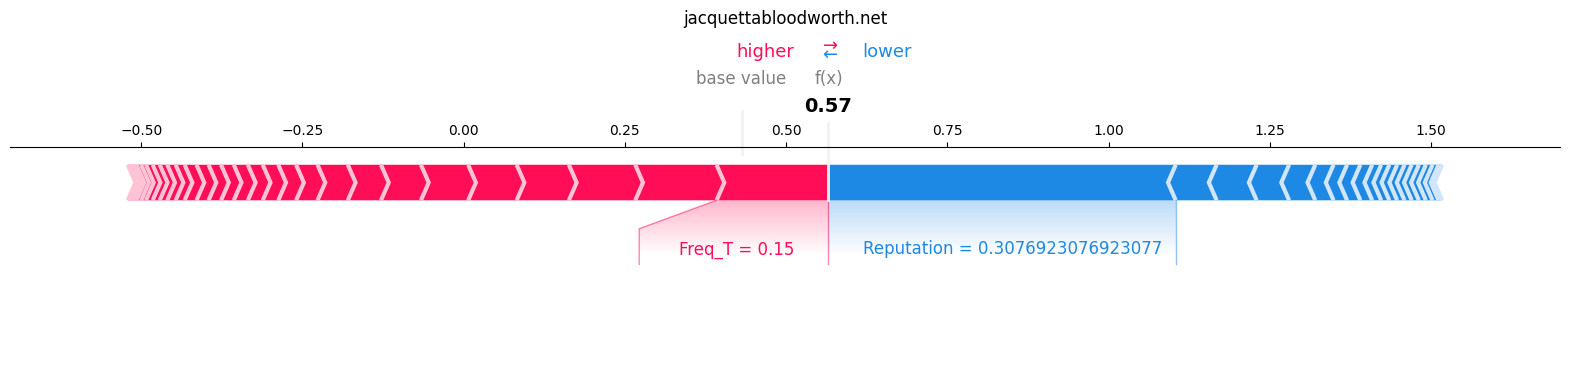 jacquettabloodworth.net
higher ⇄ lower
base value f(x)
0.57
−0.50 −0.25 0.00 0.25 0.50 0.75 1.00 1.25 1.50
Freq_T = 0.15 Reputation = 0.3076923076923077